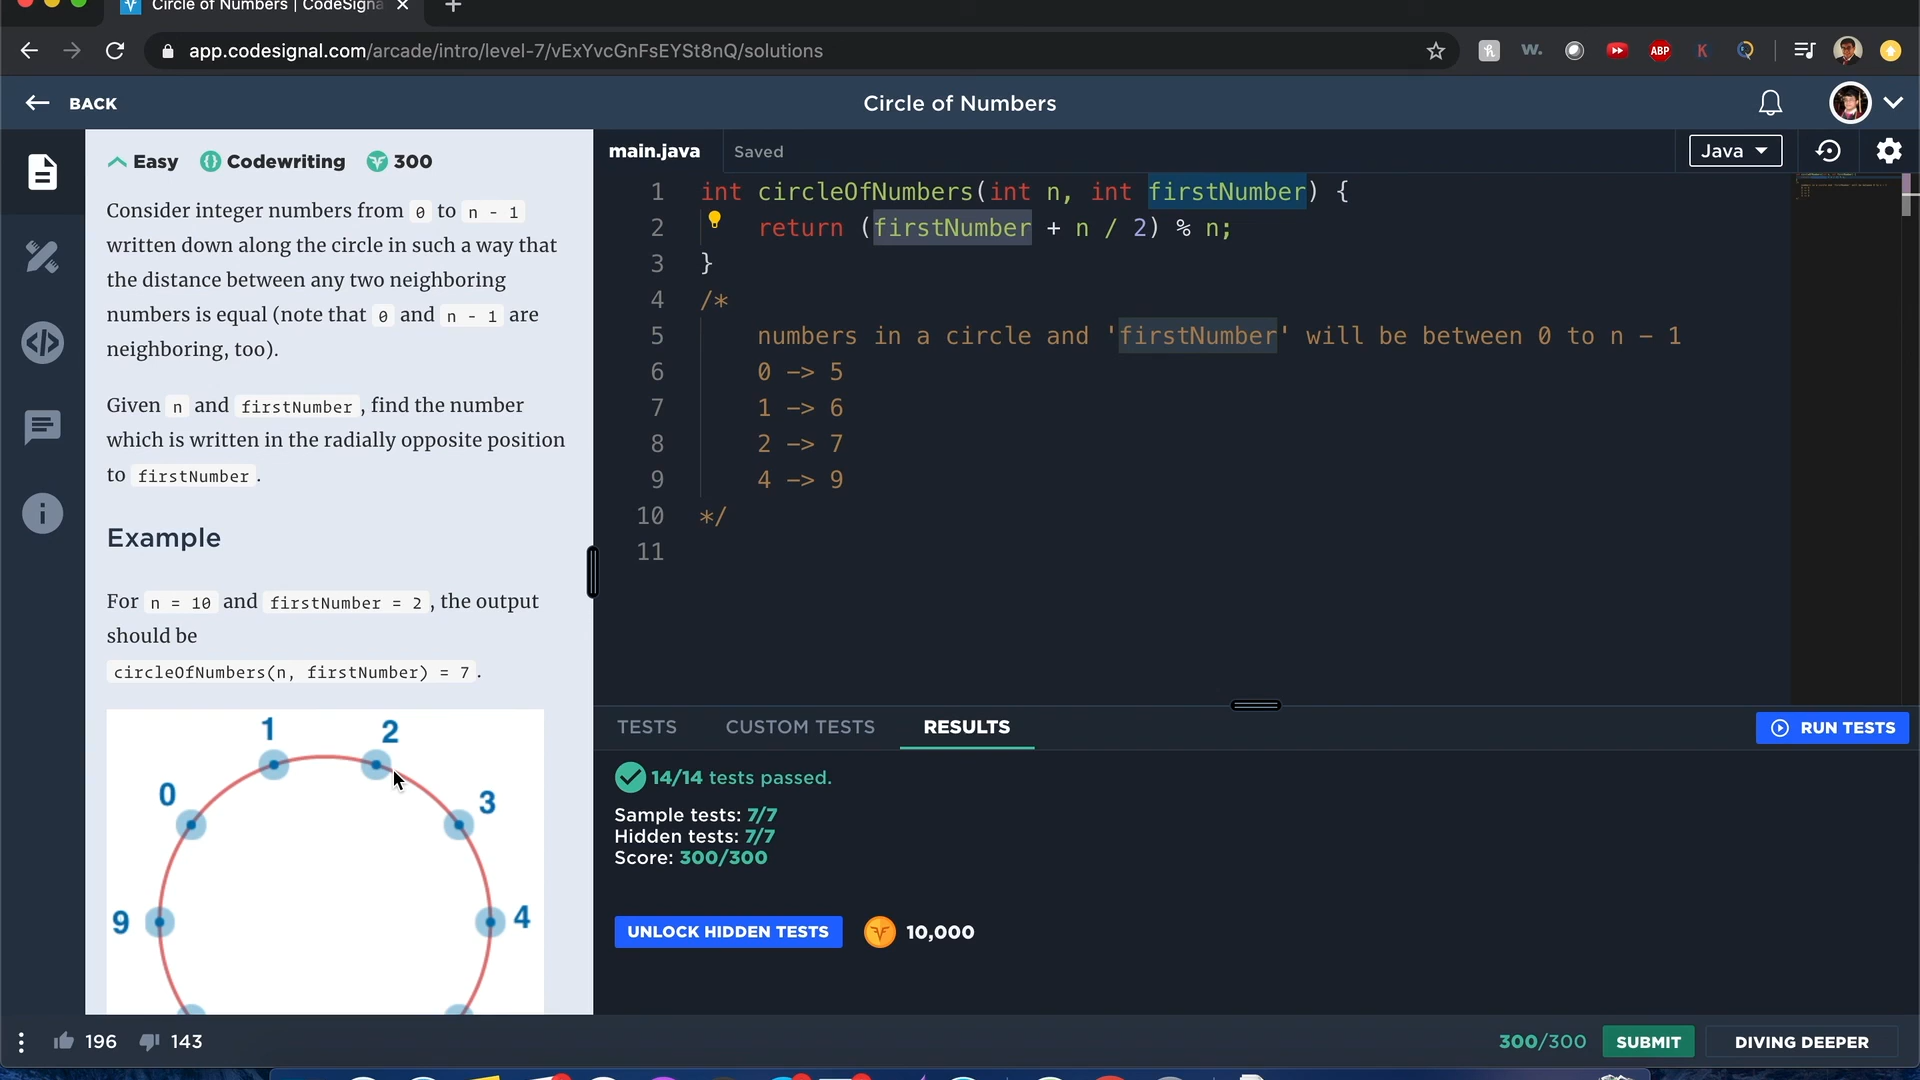 Circle of Numbers | CodeSigna
app.codesignal.com/arcade/intro/level-7/vExYvcGnFsEYSt8nQ/solutions
w.
ABP
K
BACK
Circle of Numbers
Easy Codewriting 300
Consider integer numbers from 0 to n - 1
written down along the circle in such a way that
the distance between any two neighboring
numbers is equal (note that 0 and n - 1 are
neighboring, too).
Given n and firstNumber , find the number
which is written in the radially opposite position
to firstNumber .
Example
For n = 10 and firstNumber = 2 , the output
should be
circleOfNumbers(n, firstNumber) = 7 .
1
2
0
3
9
4
196 143
main.java Saved Java
1 int circleOfNumbers(int n, int firstNumber) {
2 return (firstNumber + n / 2) % n;
3 }
4 /*
5 numbers in a circle and 'firstNumber' will be between 0 to n - 1
6 0 -> 5
7 1 -> 6
8 2 -> 7
9 4 -> 9
10 */
11
TESTS CUSTOM TESTS RESULTS RUN TESTS
14/14 tests passed.
Sample tests: 7/7
Hidden tests: 7/7
Score: 300/300
UNLOCK HIDDEN TESTS 10,000
300/300 SUBMIT DIVING DEEPER